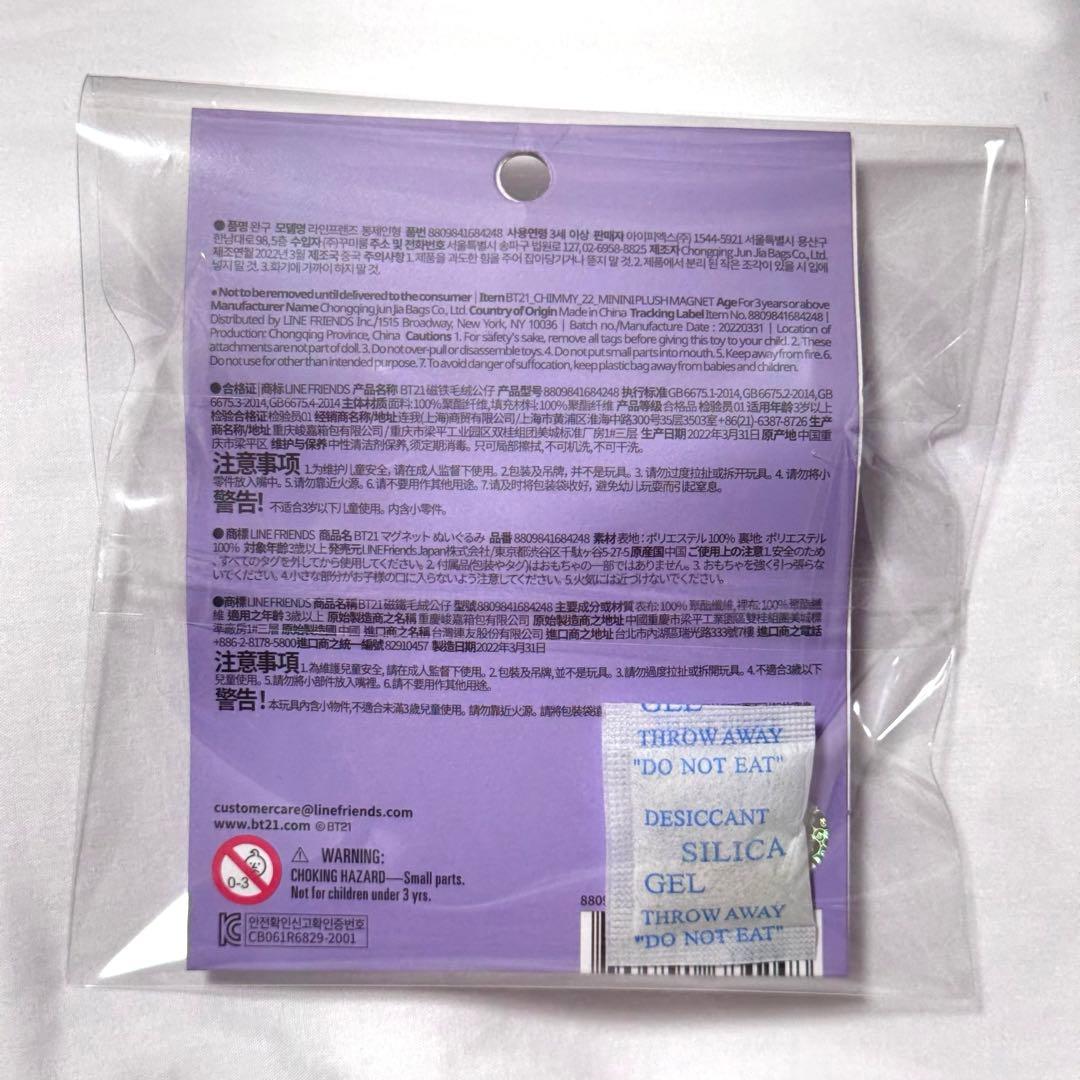 ●품명 완구 모델명 라인프렌즈 봉제인형 품번 8809841684248 사용연령 3세 이상 판매자 아이피엑스(주) 1544-5921 서울특별시 용산구
한남대로 98, 5층 수입자 (주)꾸미룸 주소 및 전화번호 서울특별시 송파구 법원로 127, 02-6958-8825 제조자 Chongqing Jun Jia Bags Co., Ltd.
제조연월 2022년 3월 제조국 중국 주의사항 1. 제품을 과도한 힘을 주어 잡아당기거나 뜯지 말 것. 2. 제품에서 분리 된 작은 조각이 있을 시 입에
넣지 말 것. 3. 화기에 가까이 하지 말 것.
● Not to be removed until delivered to the consumer | Item BT21_CHIMMY_22_MININI PLUSH MAGNET Age For 3 years or above
Manufacturer Name Chongqing jun Jia Bags Co., Ltd. Country of Origin Made in China Tracking Label Item No. 8809841684248 |
Distributed by LINE FRIENDS Inc./1515 Broadway, New York, NY 10036 | Batch no./Manufacture Date : 20220331 | Location of
Production: Chongqing Province, China Cautions 1. For safety's sake, remove all tags before giving this toy to your child. 2. These
attachments are not part of doll. 3. Do not over-pull or disassemble toys. 4. Do not put small parts into mouth. 5. Keep away from fire. 6.
Do not use for other than intended purpose. 7. To avoid danger of suffocation, keep plastic bag away from babies and children.
●合格证 | 商标 LINE FRIENDS 产品名称 BT21 磁铁毛绒公仔 产品型号 8809841684248 执行标准 GB 6675.1-2014, GB 6675.2-2014, GB
6675.3-2014, GB 6675.4-2014 主体材质 面料: 100% 聚酯纤维, 填充材料: 100% 聚酯纤维 产品等级 合格品 检验员 01 适用年龄 3岁以上
检验合格证 检验员01 经销商名称/地址 连我(上海)商贸有限公司/上海市黄浦区淮海中路300号35层3503室 +86(21)-6387-8726 生产
商名称/地址 重庆峻嘉箱包有限公司 / 重庆市梁平工业园区双桂组团美城标准厂房1#三层 生产日期 2022年3月31日 原产地 中国重
庆市梁平区 维护与保养 中性清洁剂保养, 须定期消毒。只可局部擦拭, 不可机洗, 不可干洗。
注意事项 1.为维护儿童安全, 请在成人监督下使用。2.包装及吊牌, 并不是玩具。3. 请勿过度拉扯或拆开玩具。4. 请勿将小
零件放入嘴中。5. 请勿靠近火源。6. 请不要用作其他用途。7. 请及时将包装袋收好, 避免幼儿玩耍而引起窒息。
警告! 不适合3岁以下儿童使用。内含小零件。
●商標 LINE FRIENDS 商品名 BT21 マグネット ぬいぐるみ 品番 8809841684248 素材 表地: ポリエステル 100% 裏地: ポリエステル
100% 対象年齢 3歳以上 発売元 LINE Friends Japan株式会社/東京都渋谷区千駄ヶ谷5-27-5 原産国 中国 ご使用上の注意 1.安全のため
、すべてのタグを外してから使用してください。2. 付属品(包装やタグ)はおもちゃの一部ではありません。3. おもちゃを強く引っ張らな
いでください。4.小さな部分がお子様の口に入らないよう注意してください。5.火気には近づけないでください。
●商標 LINE FRIENDS 商品名稱 BT21 磁鐵毛絨公仔 型號 8809841684248 主要成分或材質 表布: 100% 聚酯纖維, 裡布: 100% 聚酯纖
維 適用之年齡 3歲以上 原始製造商之名稱 重慶峻嘉箱包有限公司 原始製造商之地址 中國重慶市梁平工業園區雙桂組團美城標
準廠房1#三層 原始製造國 中國 進口商之名稱 台灣連友股份有限公司 進口商之地址 台北市內湖區瑞光路333號7樓 進口商之電話
+886-2-8178-5800 進口商之統一編號 82910457 製造日期 2022年3月31日
注意事項 1.為維護兒童安全, 請在成人監督下使用。2.包裝及吊牌, 並不是玩具。3. 請勿過度拉扯或拆開玩具。4. 不適合3歲以下
兒童使用。5.請勿將小部件放入嘴裡。6.請不要用作其他用途。
警告! 本玩具內含小物件,不適合未滿3歲兒童使用。請勿靠近火源。請將包裝袋
GEL
THROW AWAY
"DO NOT EAT"
DESICCANT
SILICA
GEL
THROW AWAY
"DO NOT EAT"
customercare@linefriends.com
www.bt21.com ©BT21
0-3
⚠ WARNING:
CHOKING HAZARD—Small parts.
Not for children under 3 yrs.
안전확인신고확인증번호
CB061R6829-2001
8809